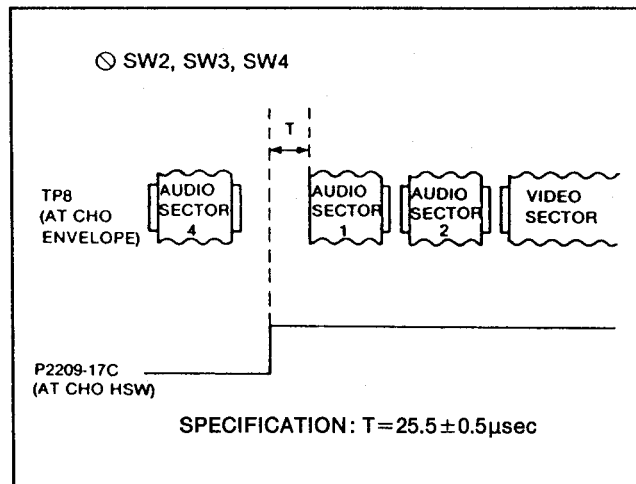 ⊘ SW2, SW3, SW4
T
TP8
(AT CHO
ENVELOPE)
AUDIO
SECTOR
4
AUDIO
SECTOR
1
AUDIO
SECTOR
2
VIDEO
SECTOR
P2209-17C
(AT CHO HSW)
SPECIFICATION: T=25.5±0.5μsec